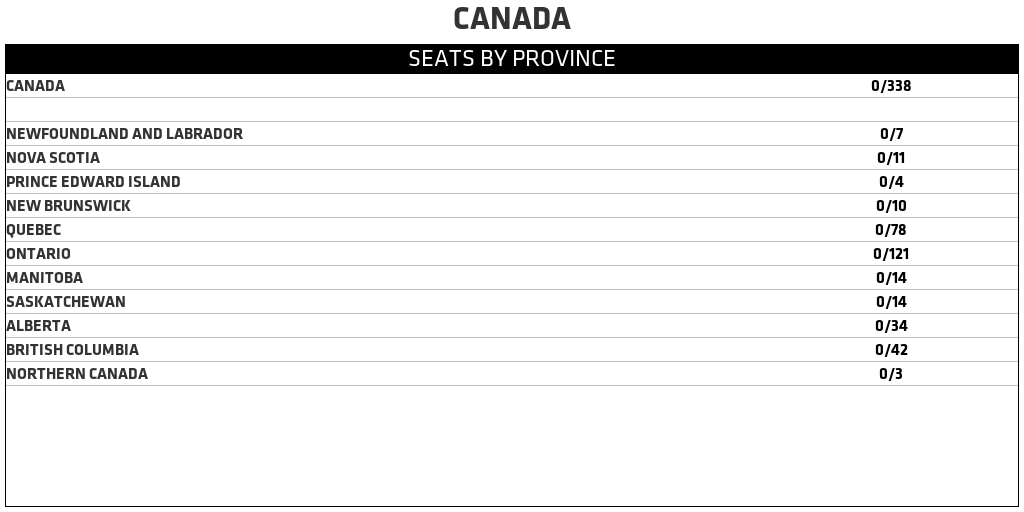 CANADA
SEATS BY PROVINCE
CANADA 0/338
NEWFOUNDLAND AND LABRADOR 0/7
NOVA SCOTIA 0/11
PRINCE EDWARD ISLAND 0/4
NEW BRUNSWICK 0/10
QUEBEC 0/78
ONTARIO 0/121
MANITOBA 0/14
SASKATCHEWAN 0/14
ALBERTA 0/34
BRITISH COLUMBIA 0/42
NORTHERN CANADA 0/3